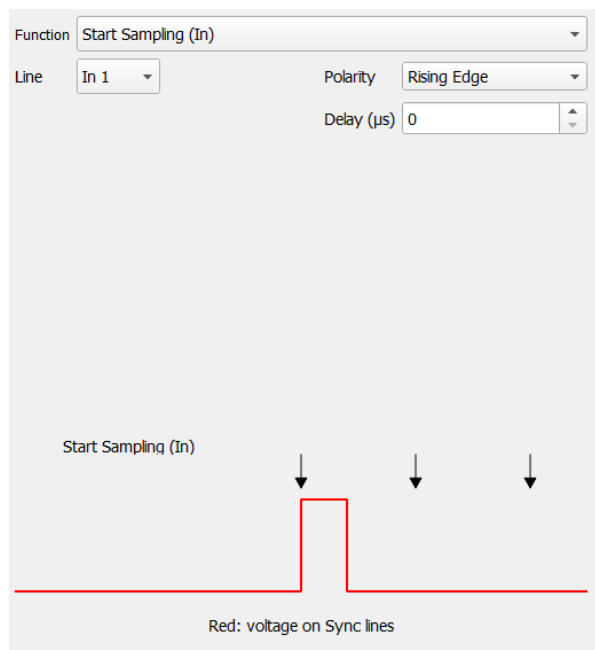 Function Start Sampling (In)
Line In 1 Polarity Rising Edge
Delay (μs) 0
Start Sampling (In)
Red: voltage on Sync lines